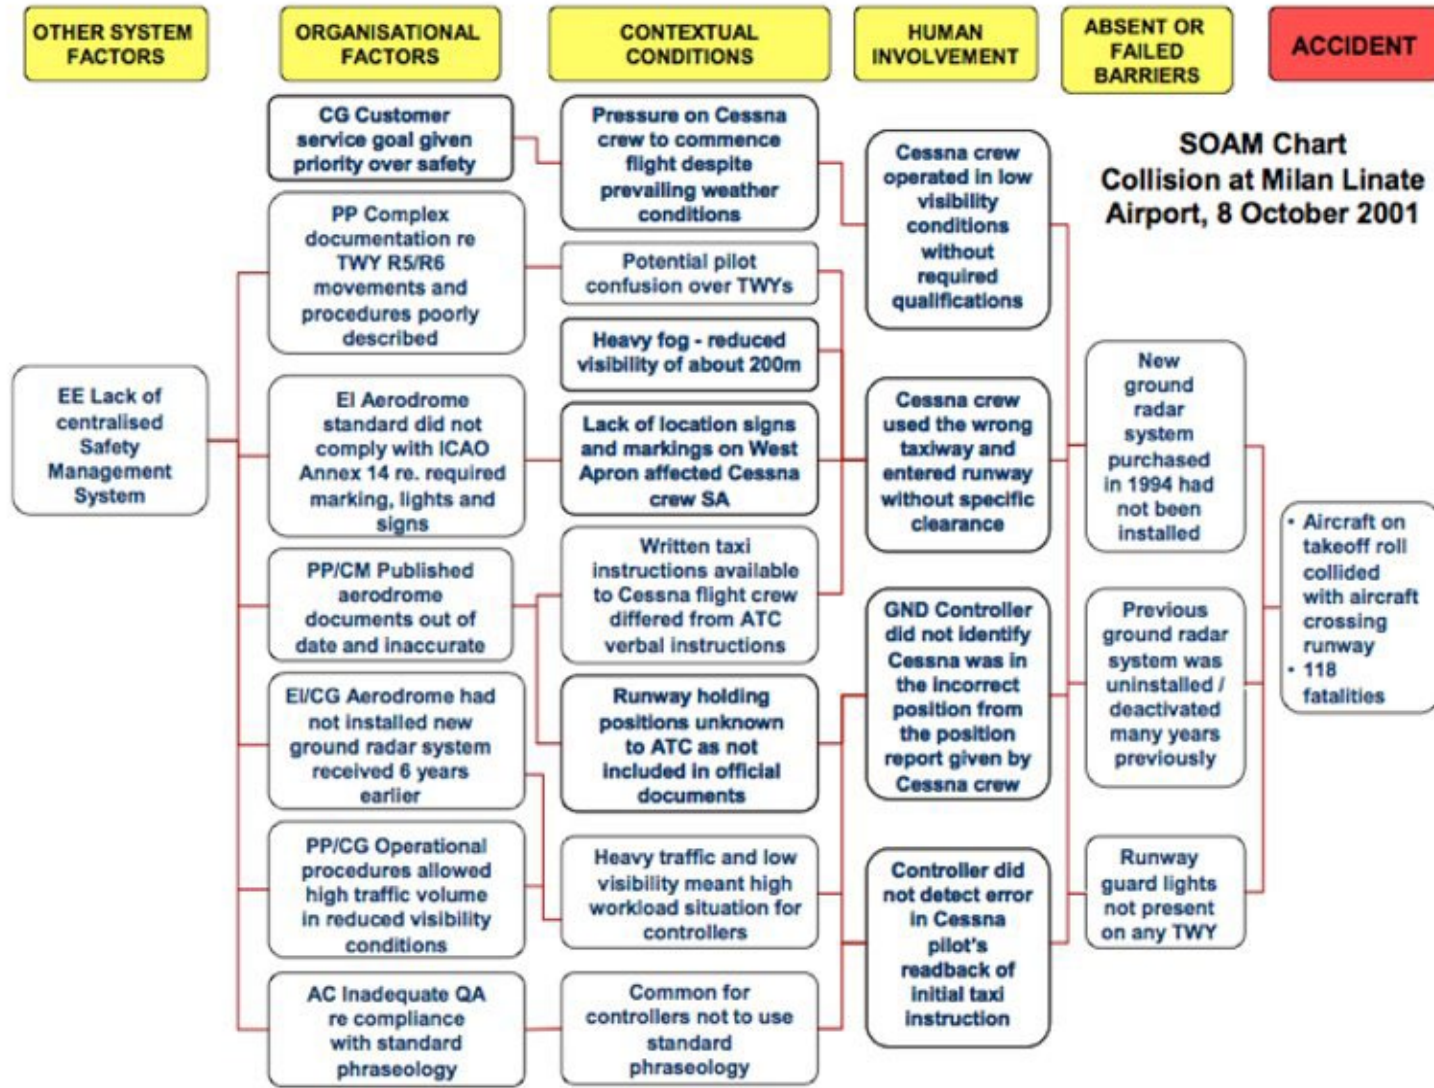 OTHER SYSTEM
FACTORS
ORGANISATIONAL
FACTORS
CONTEXTUAL
CONDITIONS
HUMAN
INVOLVEMENT
ABSENT OR
FAILED
BARRIERS
ACCIDENT
SOAM Chart
Collision at Milan Linate
Airport, 8 October 2001
EE Lack of
centralised
Safety
Management
System
CG Customer
service goal given
priority over safety
PP Complex
documentation re
TWY R5/R6
movements and
procedures poorly
described
EI Aerodrome
standard did not
comply with ICAO
Annex 14 re. required
marking, lights and
signs
PP/CM Published
aerodrome
documents out of
date and inaccurate
EI/CG Aerodrome had
not installed new
ground radar system
received 6 years
earlier
PP/CG Operational
procedures allowed
high traffic volume
in reduced visibility
conditions
AC Inadequate QA
re compliance
with standard
phraseology
Pressure on Cessna
crew to commence
flight despite
prevailing weather
conditions
Potential pilot
confusion over TWYs
Heavy fog - reduced
visibility of about 200m
Lack of location signs
and markings on West
Apron affected Cessna
crew SA
Written taxi
instructions available
to Cessna flight crew
differed from ATC
verbal instructions
Runway holding
positions unknown
to ATC as not
included in official
documents
Heavy traffic and low
visibility meant high
workload situation for
controllers
Common for
controllers not to use
standard
phraseology
Cessna crew
operated in low
visibility
conditions
without
required
qualifications
Cessna crew
used the wrong
taxiway and
entered runway
without specific
clearance
GND Controller
did not identify
Cessna was in
the incorrect
position from
the position
report given by
Cessna crew
Controller did
not detect error
in Cessna
pilot's
readback of
initial taxi
instruction
New
ground
radar
system
purchased
in 1994 had
not been
installed
Previous
ground radar
system was
uninstalled /
deactivated
many years
previously
Runway
guard lights
not present
on any TWY
• Aircraft on
takeoff roll
collided
with aircraft
crossing
runway
• 118
fatalities